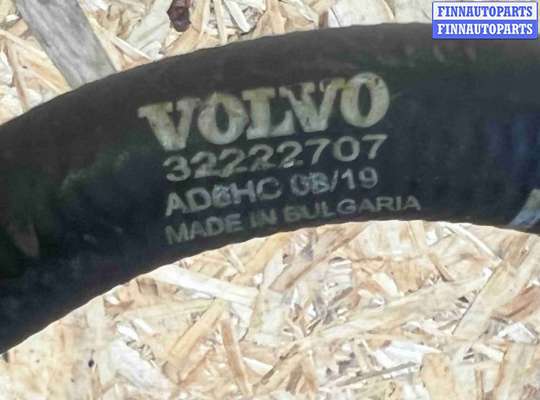 FINNAUTOPARTS
FINNAUTOPARTS
VOLVO
32222707
AD6HC 08/19
MADE IN BULGARIA